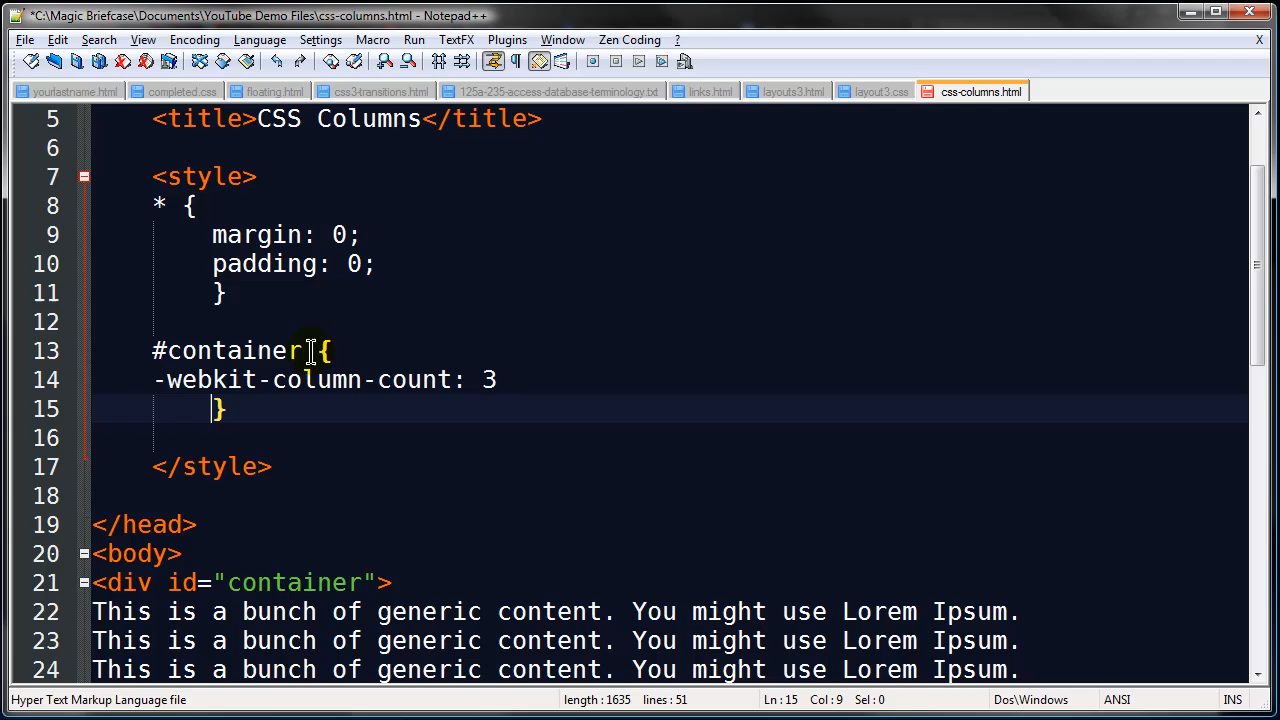 *C:\Magic Briefcase\Documents\YouTube Demo Files\css-columns.html - Notepad++
File Edit Search View Encoding Language Settings Macro Run TextFX Plugins Window Zen Coding ? X
yourlastname.html completed.css floating.html css3-transitions.html 125a-235-access-database-terminology.txt links.html layouts3.html layout3.css css-columns.html
5 <title>CSS Columns</title>
6
7 <style>
8 * {
9 margin: 0;
10 padding: 0;
11 }
12
13 #container {
14 -webkit-column-count: 3
15 }
16
17 </style>
18
19 </head>
20 <body>
21 <div id="container">
22 This is a bunch of generic content. You might use Lorem Ipsum.
23 This is a bunch of generic content. You might use Lorem Ipsum.
24 This is a bunch of generic content. You might use Lorem Ipsum.
Hyper Text Markup Language file length : 1635 lines : 51 Ln : 15 Col : 9 Sel : 0 Dos\Windows ANSI INS